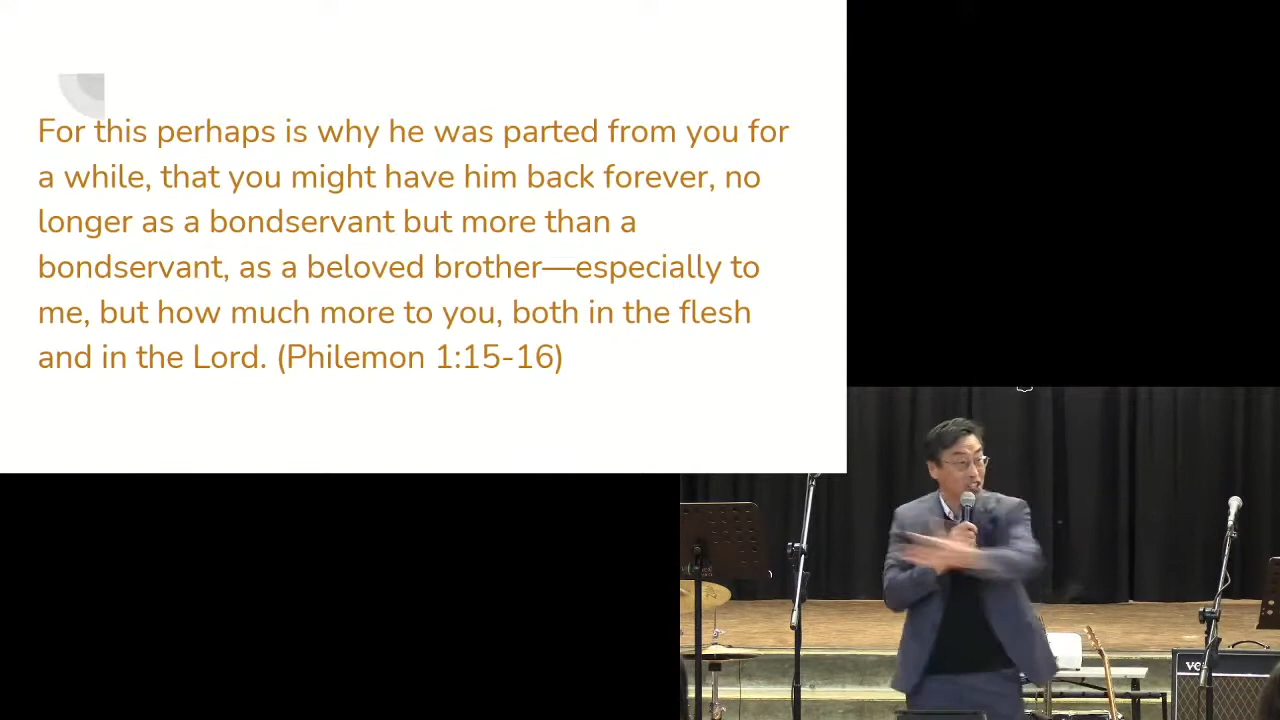 For this perhaps is why he was parted from you for
a while, that you might have him back forever, no
longer as a bondservant but more than a
bondservant, as a beloved brother—especially to
me, but how much more to you, both in the flesh
and in the Lord. (Philemon 1:15-16)